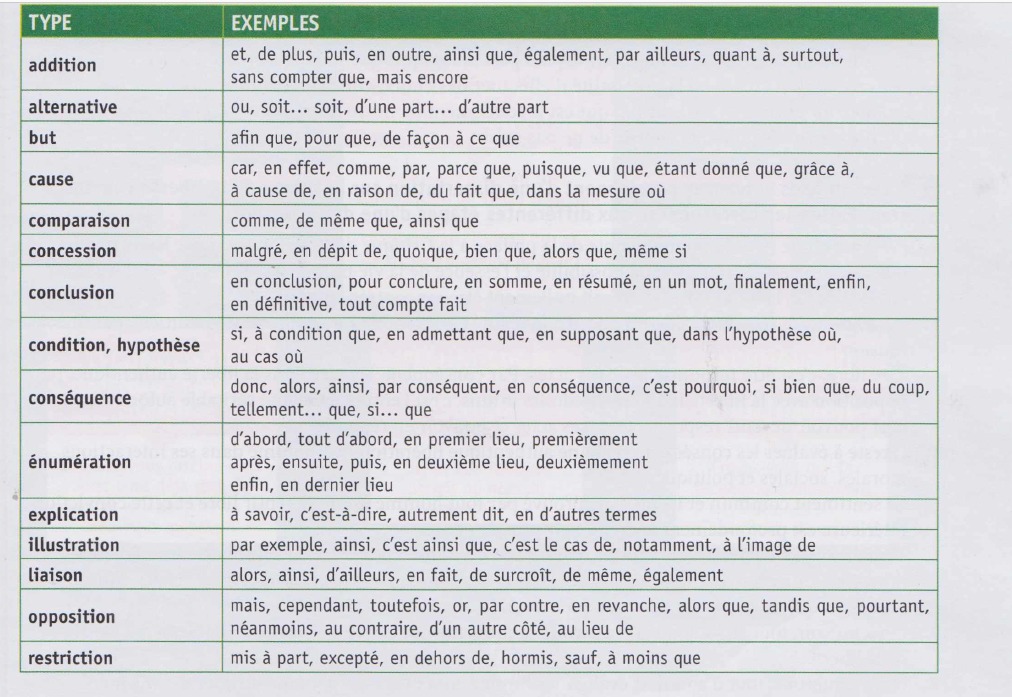 TYPE EXEMPLES
addition et, de plus, puis, en outre, ainsi que, également, par ailleurs, quant à, surtout,
sans compter que, mais encore
alternative ou, soit... soit, d'une part... d'autre part
but afin que, pour que, de façon à ce que
cause car, en effet, comme, par, parce que, puisque, vu que, étant donné que, grâce à,
à cause de, en raison de, du fait que, dans la mesure où
comparaison comme, de même que, ainsi que
concession malgré, en dépit de, quoique, bien que, alors que, même si
conclusion en conclusion, pour conclure, en somme, en résumé, en un mot, finalement, enfin,
en définitive, tout compte fait
condition, hypothèse si, à condition que, en admettant que, en supposant que, dans l'hypothèse où,
au cas où
conséquence donc, alors, ainsi, par conséquent, en conséquence, c'est pourquoi, si bien que, du coup,
tellement... que, si... que
énumération d'abord, tout d'abord, en premier lieu, premièrement
après, ensuite, puis, en deuxième lieu, deuxièmement
enfin, en dernier lieu
explication à savoir, c'est-à-dire, autrement dit, en d'autres termes
illustration par exemple, ainsi, c'est ainsi que, c'est le cas de, notamment, à l'image de
liaison alors, ainsi, d'ailleurs, en fait, de surcroît, de même, également
opposition mais, cependant, toutefois, or, par contre, en revanche, alors que, tandis que, pourtant,
néanmoins, au contraire, d'un autre côté, au lieu de
restriction mis à part, excepté, en dehors de, hormis, sauf, à moins que